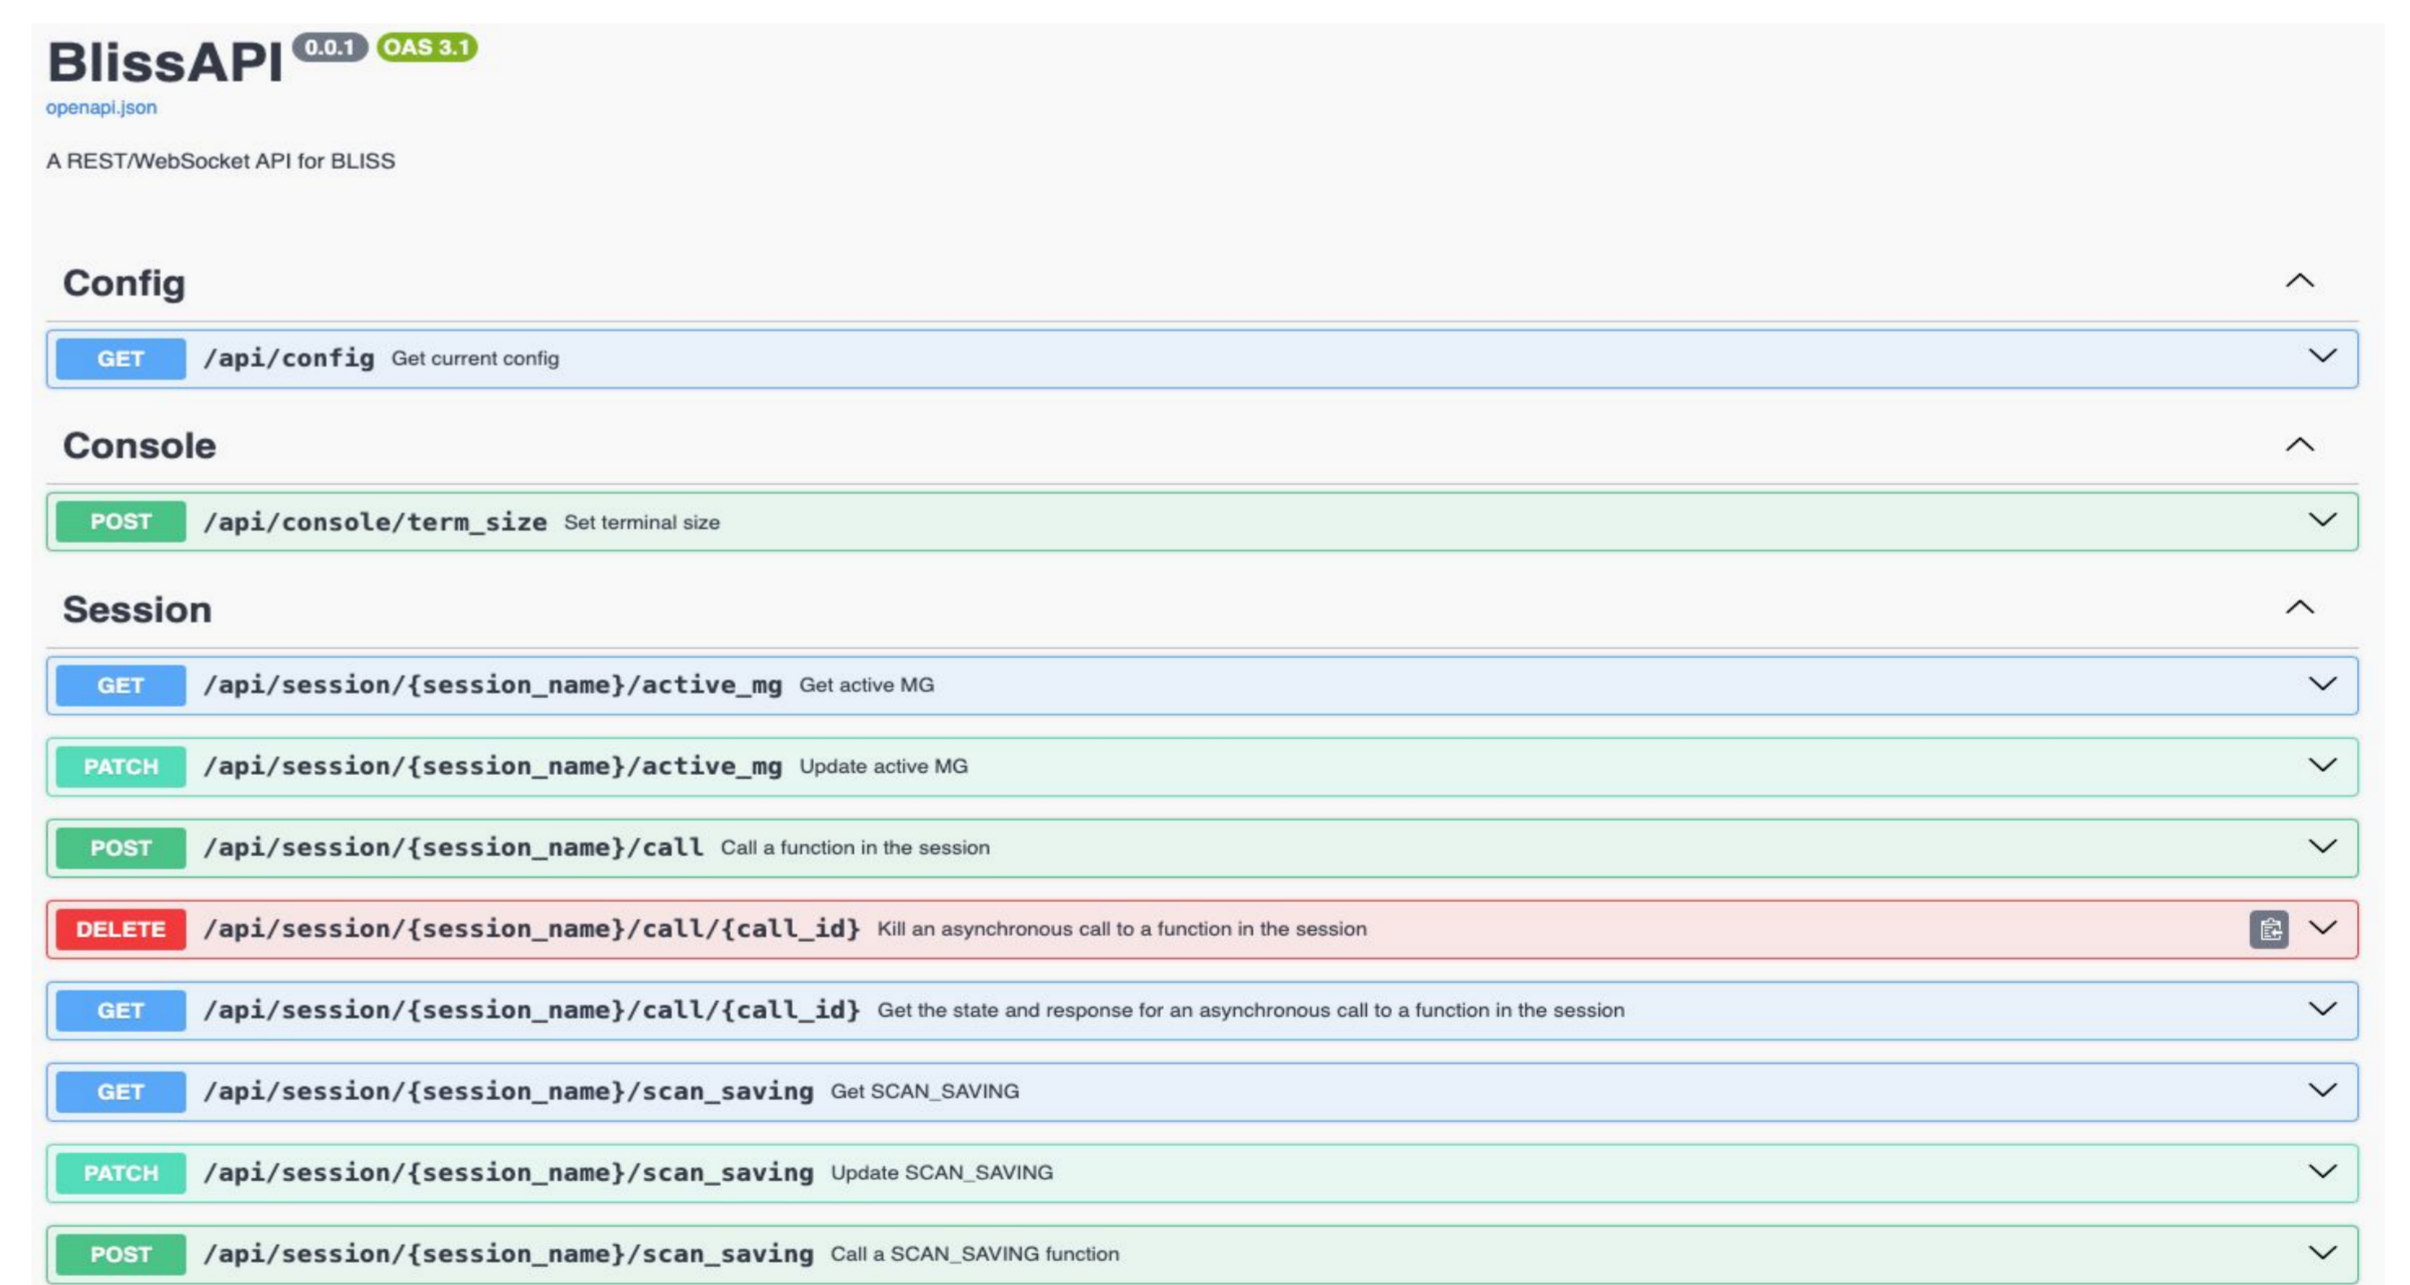 BlissAPI 0.0.1 OAS 3.1
openapi.json
A REST/WebSocket API for BLISS
Config
GET /api/config Get current config
Console
POST /api/console/term_size Set terminal size
Session
GET /api/session/{session_name}/active_mg Get active MG
PATCH /api/session/{session_name}/active_mg Update active MG
POST /api/session/{session_name}/call Call a function in the session
DELETE /api/session/{session_name}/call/{call_id} Kill an asynchronous call to a function in the session
GET /api/session/{session_name}/call/{call_id} Get the state and response for an asynchronous call to a function in the session
GET /api/session/{session_name}/scan_saving Get SCAN_SAVING
PATCH /api/session/{session_name}/scan_saving Update SCAN_SAVING
POST /api/session/{session_name}/scan_saving Call a SCAN_SAVING function